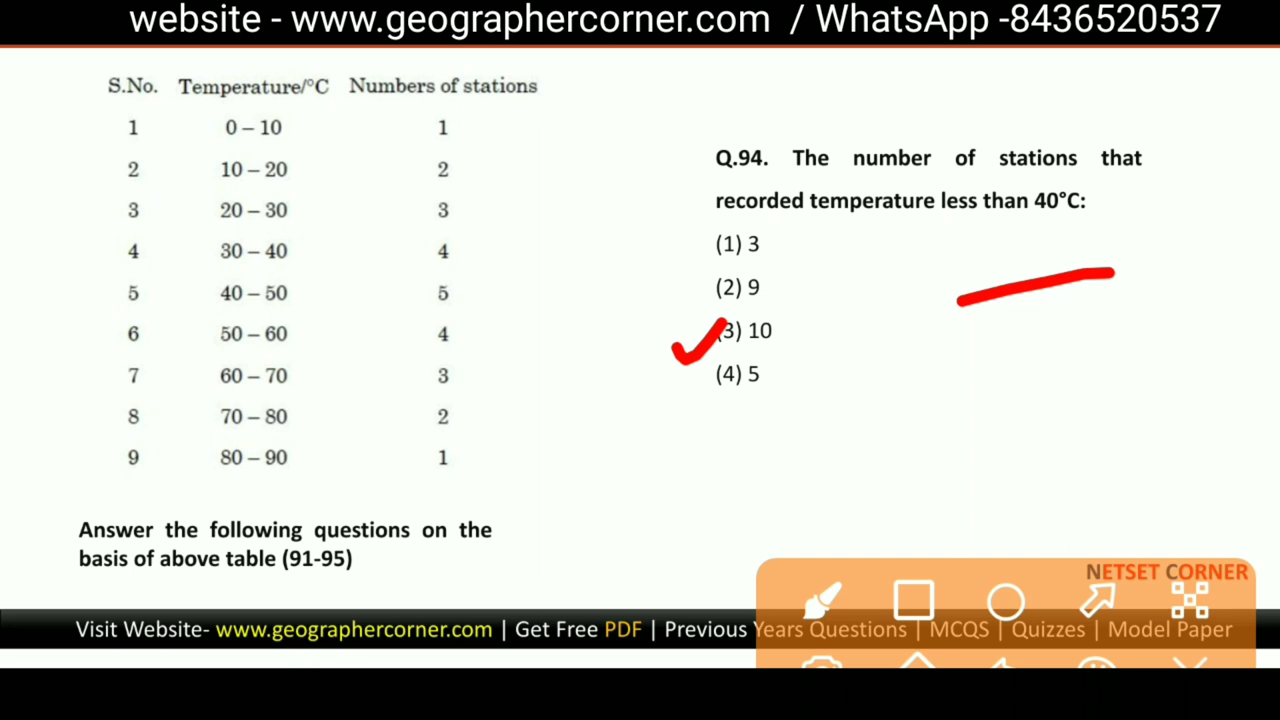 website - www.geographercorner.com / WhatsApp -8436520537
S.No. Temperature/°C Numbers of stations
1 0 – 10 1
2 10 – 20 2
3 20 – 30 3
4 30 – 40 4
5 40 – 50 5
6 50 – 60 4
7 60 – 70 3
8 70 – 80 2
9 80 – 90 1
Answer the following questions on the
basis of above table (91-95)
Q.94. The number of stations that
recorded temperature less than 40°C:
(1) 3
(2) 9
(3) 10
(4) 5
NETSET CORNER
Visit Website- www.geographercorner.com | Get Free PDF | Previous Years Questions | MCQS | Quizzes | Model Paper